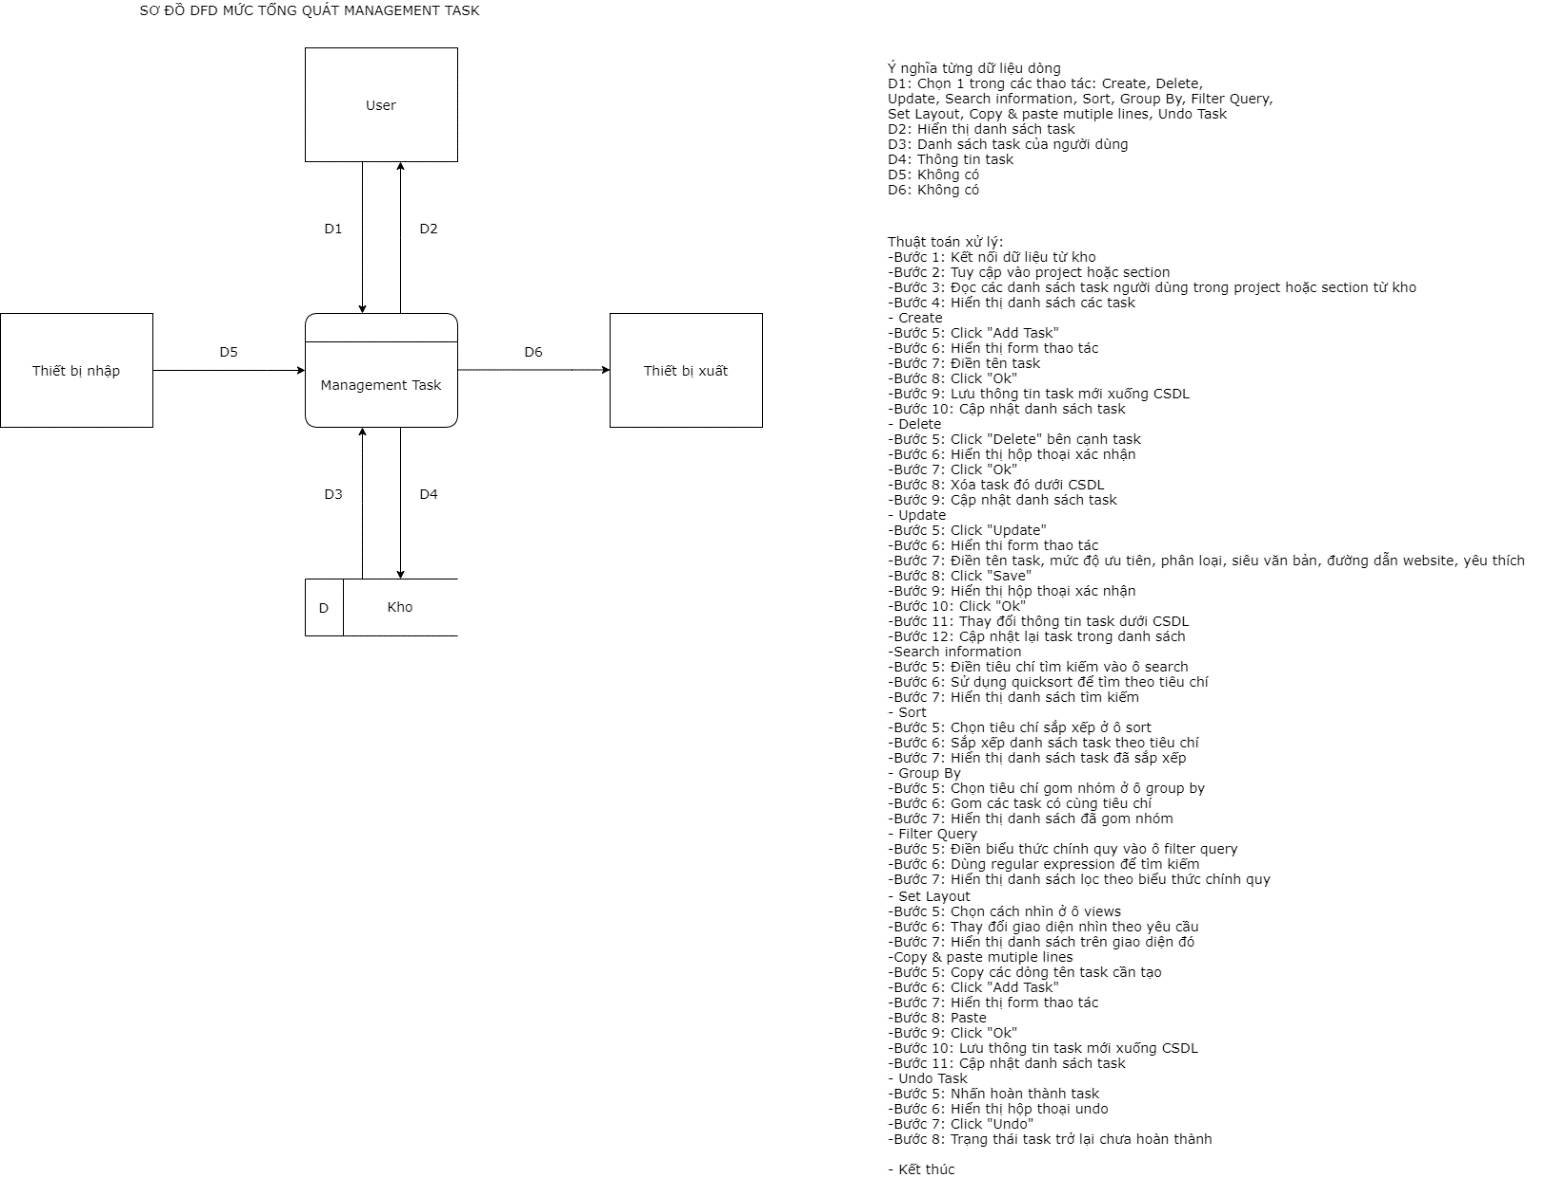 SƠ ĐỒ DFD MỨC TỔNG QUÁT MANAGEMENT TASK
User
D1
D2
Thiết bị nhập
D5
Management Task
D6
Thiết bị xuất
D3
D4
D
Kho
Ý nghĩa từng dữ liệu dòng
D1: Chọn 1 trong các thao tác: Create, Delete,
Update, Search information, Sort, Group By, Filter Query,
Set Layout, Copy & paste mutiple lines, Undo Task
D2: Hiển thị danh sách task
D3: Danh sách task của người dùng
D4: Thông tin task
D5: Không có
D6: Không có
Thuật toán xử lý:
-Bước 1: Kết nối dữ liệu từ kho
-Bước 2: Tuy cập vào project hoặc section
-Bước 3: Đọc các danh sách task người dùng trong project hoặc section từ kho
-Bước 4: Hiển thị danh sách các task
- Create
-Bước 5: Click "Add Task"
-Bước 6: Hiển thị form thao tác
-Bước 7: Điền tên task
-Bước 8: Click "Ok"
-Bước 9: Lưu thông tin task mới xuống CSDL
-Bước 10: Cập nhật danh sách task
- Delete
-Bước 5: Click "Delete" bên cạnh task
-Bước 6: Hiển thị hộp thoại xác nhận
-Bước 7: Click "Ok"
-Bước 8: Xóa task đó dưới CSDL
-Bước 9: Cập nhật danh sách task
- Update
-Bước 5: Click "Update"
-Bước 6: Hiển thi form thao tác
-Bước 7: Điền tên task, mức độ ưu tiên, phân loại, siêu văn bản, đường dẫn website, yêu thích
-Bước 8: Click "Save"
-Bước 9: Hiển thị hộp thoại xác nhận
-Bước 10: Click "Ok"
-Bước 11: Thay đổi thông tin task dưới CSDL
-Bước 12: Cập nhật lại task trong danh sách
-Search information
-Bước 5: Điền tiêu chí tìm kiếm vào ô search
-Bước 6: Sử dụng quicksort để tìm theo tiêu chí
-Bước 7: Hiển thị danh sách tìm kiếm
- Sort
-Bước 5: Chọn tiêu chí sắp xếp ở ô sort
-Bước 6: Sắp xếp danh sách task theo tiêu chí
-Bước 7: Hiển thị danh sách task đã sắp xếp
- Group By
-Bước 5: Chọn tiêu chí gom nhóm ở ô group by
-Bước 6: Gom các task có cùng tiêu chí
-Bước 7: Hiển thị danh sách đã gom nhóm
- Filter Query
-Bước 5: Điền biểu thức chính quy vào ô filter query
-Bước 6: Dùng regular expression để tìm kiếm
-Bước 7: Hiển thị danh sách lọc theo biểu thức chính quy
- Set Layout
-Bước 5: Chọn cách nhìn ở ô views
-Bước 6: Thay đổi giao diện nhìn theo yêu cầu
-Bước 7: Hiển thị danh sách trên giao diện đó
-Copy & paste mutiple lines
-Bước 5: Copy các dòng tên task cần tạo
-Bước 6: Click "Add Task"
-Bước 7: Hiển thị form thao tác
-Bước 8: Paste
-Bước 9: Click "Ok"
-Bước 10: Lưu thông tin task mới xuống CSDL
-Bước 11: Cập nhật danh sách task
- Undo Task
-Bước 5: Nhấn hoàn thành task
-Bước 6: Hiển thị hộp thoại undo
-Bước 7: Click "Undo"
-Bước 8: Trạng thái task trở lại chưa hoàn thành
- Kết thúc